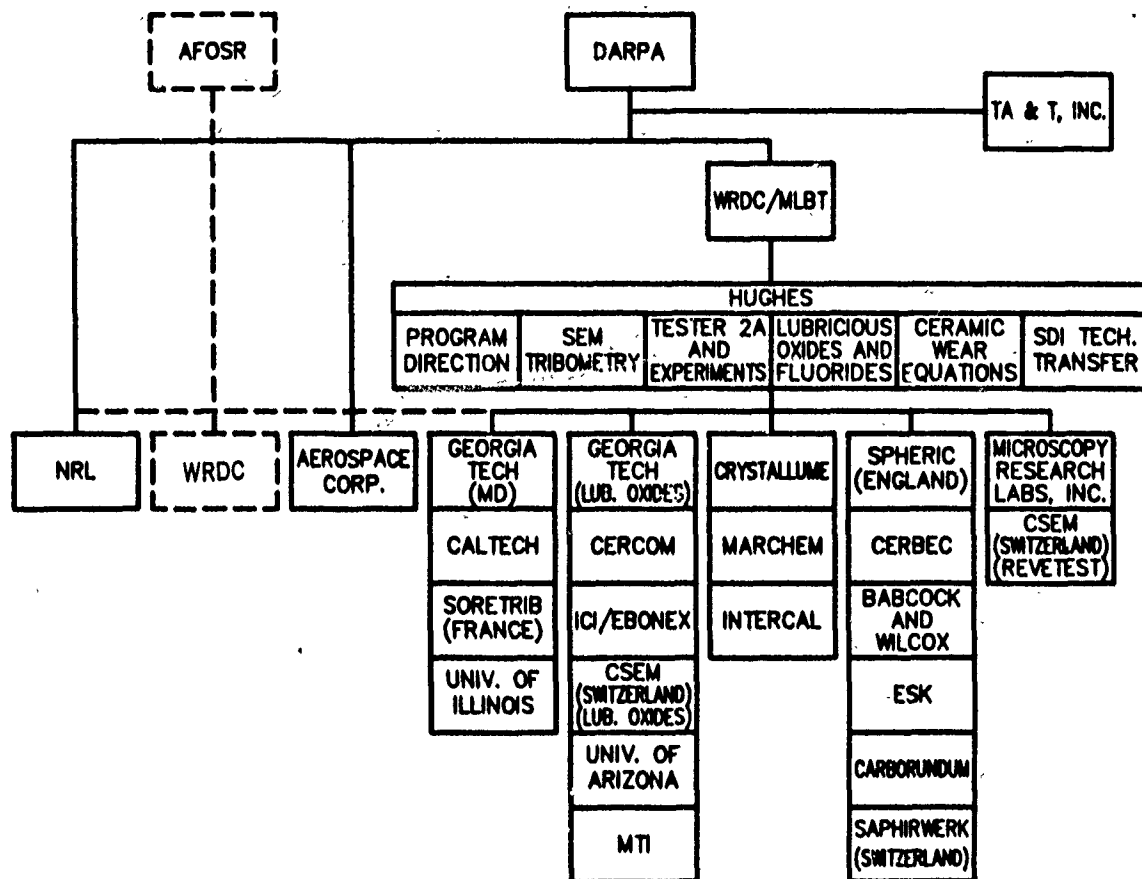 AFOSR
DARPA
TA & T, INC.
WRDC/MLBT
HUGHES
PROGRAM
DIRECTION
SEM
TRIBOMETRY
TESTER 2A
AND
EXPERIMENTS
LUBRICIOUS
OXIDES AND
FLUORIDES
CERAMIC
WEAR
EQUATIONS
SDI TECH.
TRANSFER
NRL
WRDC
AEROSPACE
CORP.
GEORGIA
TECH
(MD)
CALTECH
SORETRIB
(FRANCE)
UNIV. OF
ILLINOIS
GEORGIA
TECH
(LUB. OXIDES)
CERCOM
ICI/EBONEX
CSEM
(SWITZERLAND)
(LUB. OXIDES)
UNIV. OF
ARIZONA
MTI
CRYSTALLUME
MARCHEM
INTERCAL
SPHERIC
(ENGLAND)
CERBEC
BABCOCK
AND
WILCOX
ESK
CARBORUNDUM
SAPHIRWERK
(SWITZERLAND)
MICROSCOPY
RESEARCH
LABS, INC.
CSEM
(SWITZERLAND)
(REVETEST)